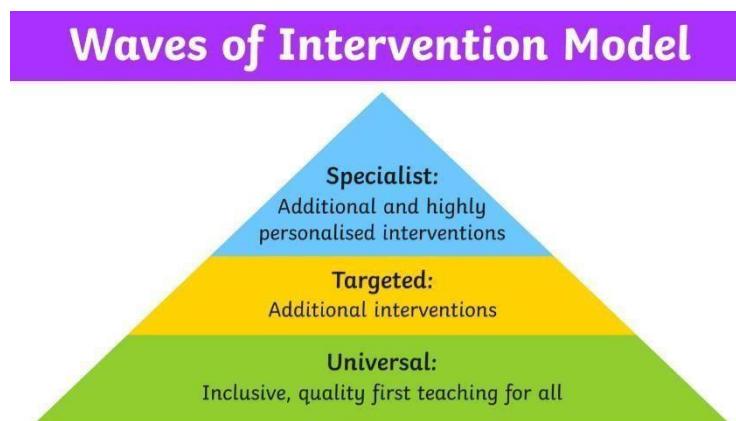 Waves of Intervention Model
Specialist:
Additional and highly
personalised interventions
Targeted:
Additional interventions
Universal:
Inclusive, quality first teaching for all